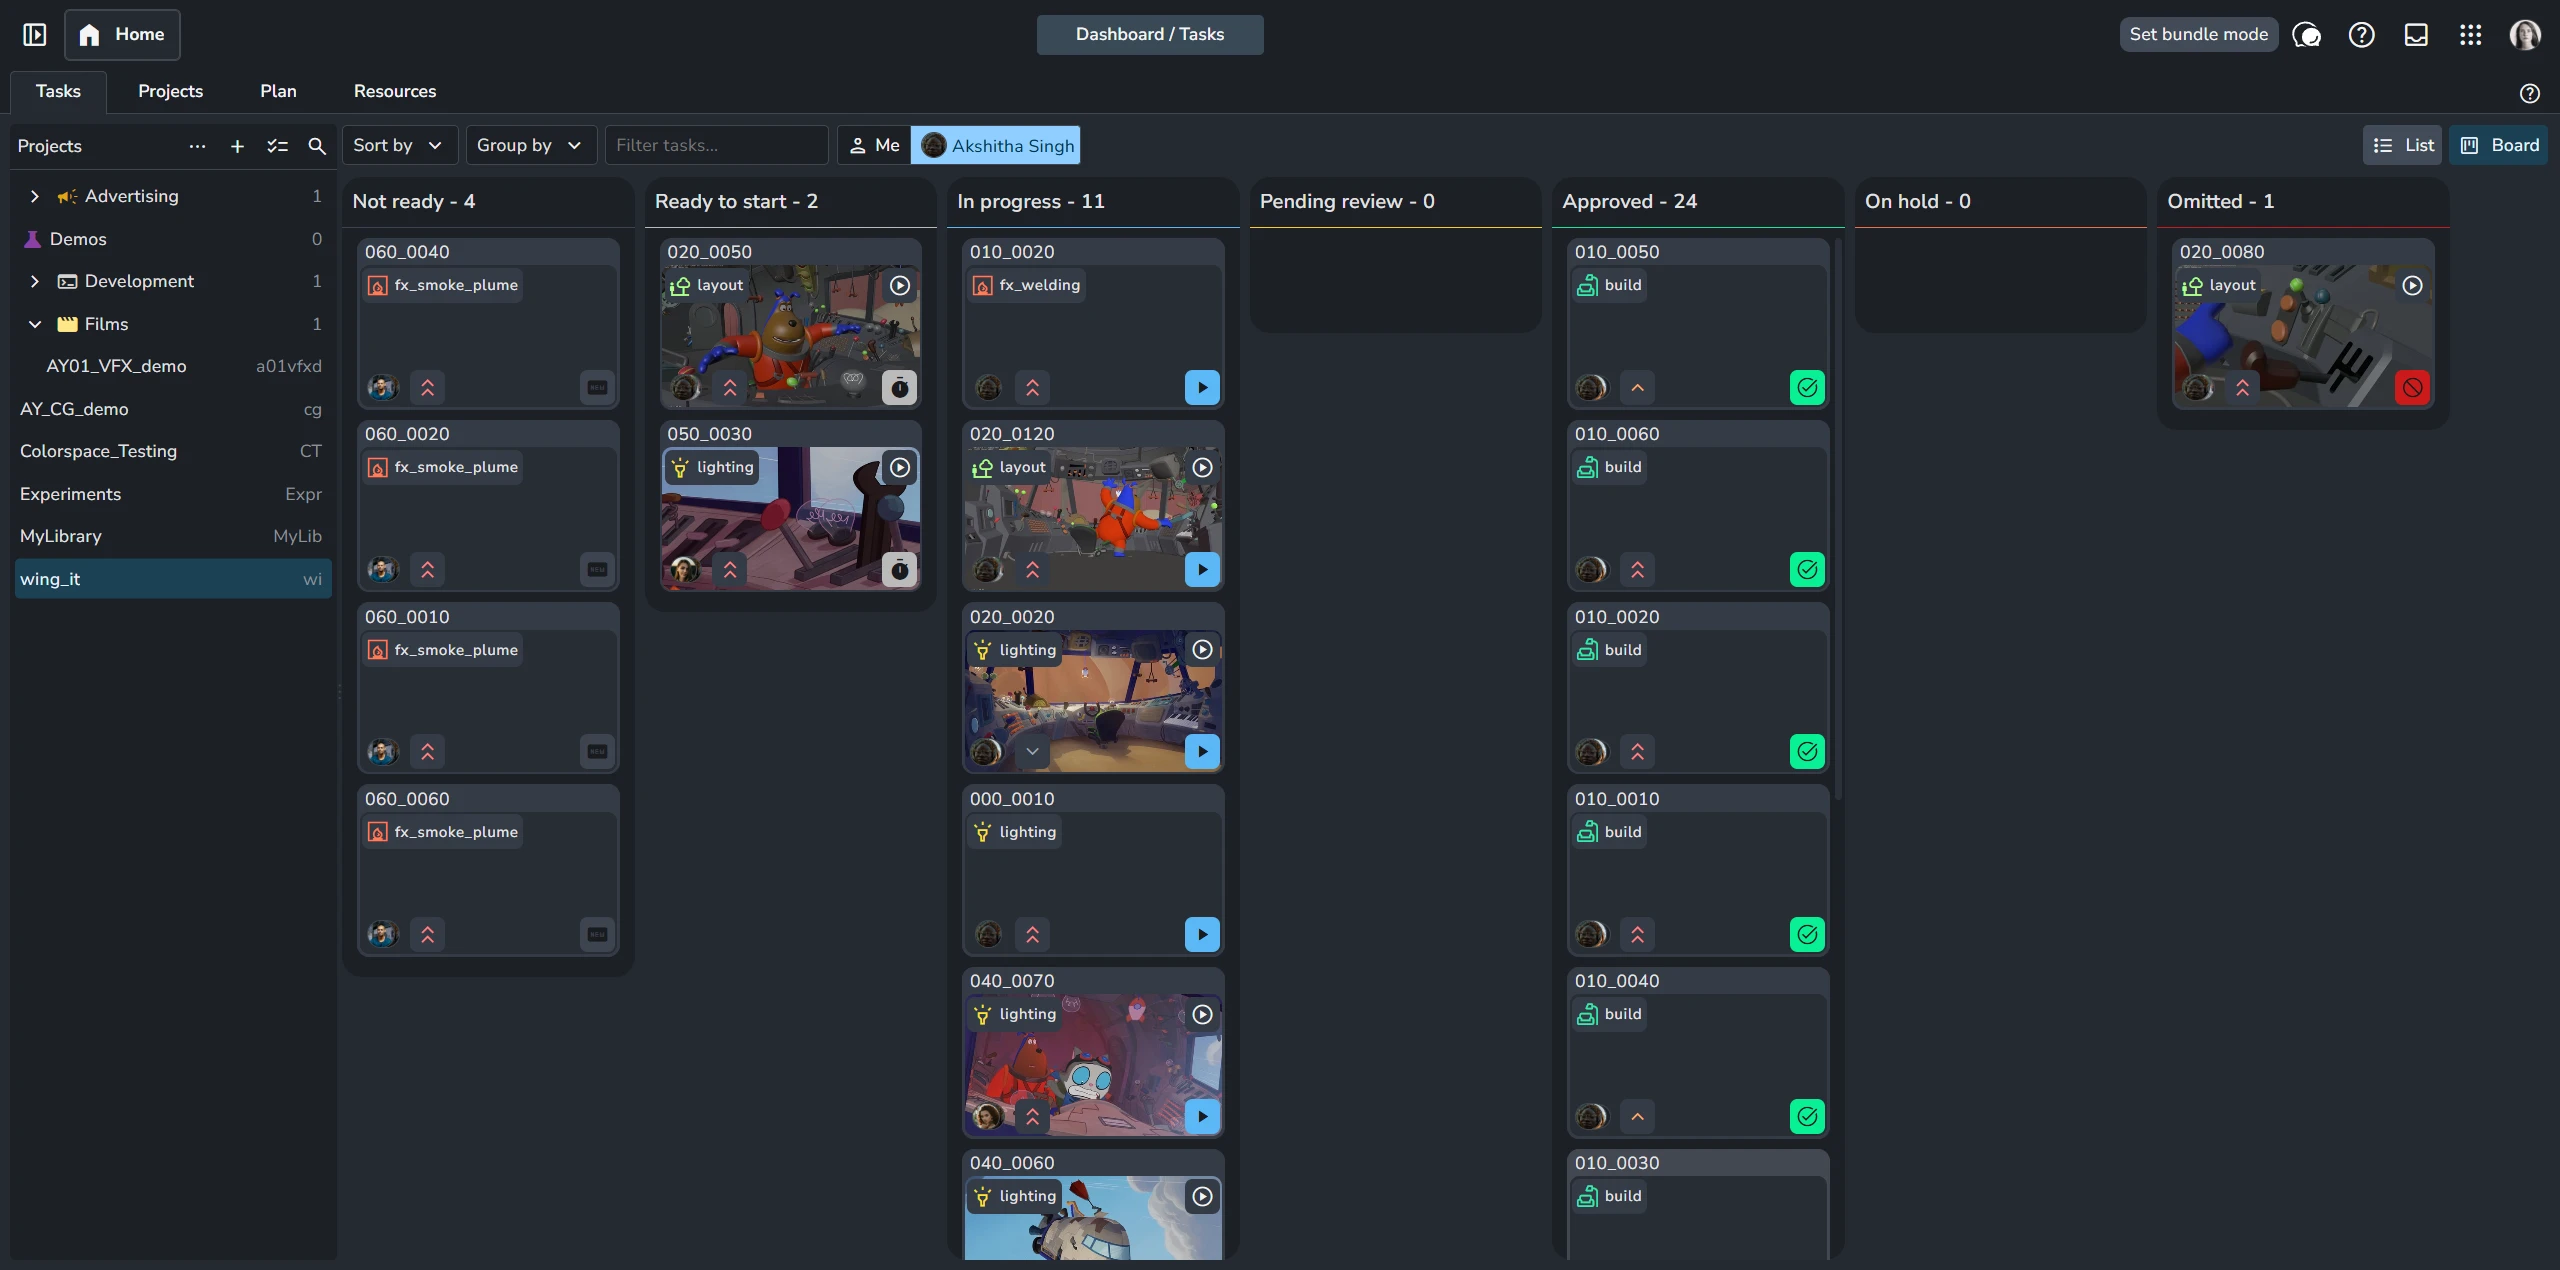 Home
Dashboard / Tasks
Set bundle mode
Tasks
Projects
Plan
Resources
Projects
Advertising 1
Demos 0
Development 1
Films 1
AY01_VFX_demo a01vfxd
AY_CG_demo cg
Colorspace_Testing CT
Experiments Expr
MyLibrary MyLib
wing_it wi
Sort by
Group by
Filter tasks...
Me
Akshitha Singh
List
Board
Not ready - 4
060_0040
fx_smoke_plume
NEW
060_0020
fx_smoke_plume
NEW
060_0010
fx_smoke_plume
NEW
060_0060
fx_smoke_plume
NEW
Ready to start - 2
020_0050
layout
050_0030
lighting
In progress - 11
010_0020
fx_welding
020_0120
layout
020_0020
lighting
000_0010
lighting
040_0070
lighting
040_0060
lighting
Pending review - 0
Approved - 24
010_0050
build
010_0060
build
010_0020
build
010_0010
build
010_0040
build
010_0030
build
On hold - 0
Omitted - 1
020_0080
layout